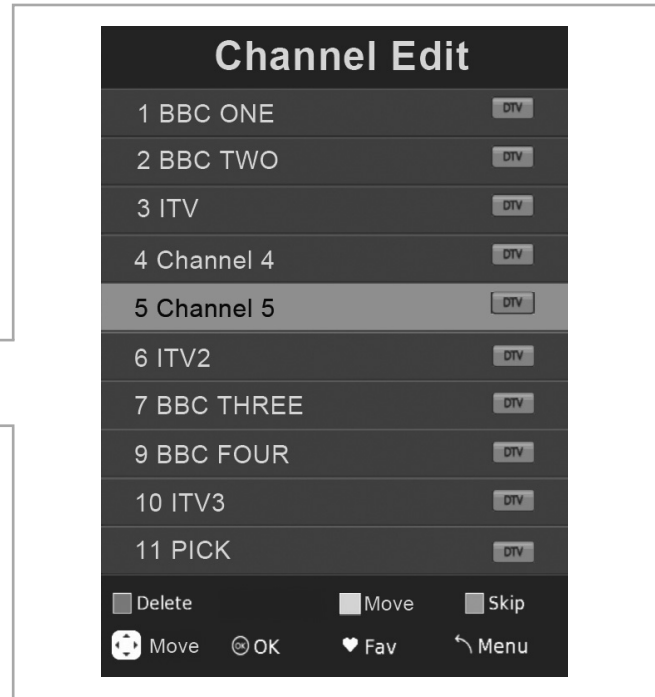 Channel Edit
1 BBC ONE DTV
2 BBC TWO DTV
3 ITV DTV
4 Channel 4 DTV
5 Channel 5 DTV
6 ITV2 DTV
7 BBC THREE DTV
9 BBC FOUR DTV
10 ITV3 DTV
11 PICK DTV
Delete Move Skip
Move OK OK Fav Menu